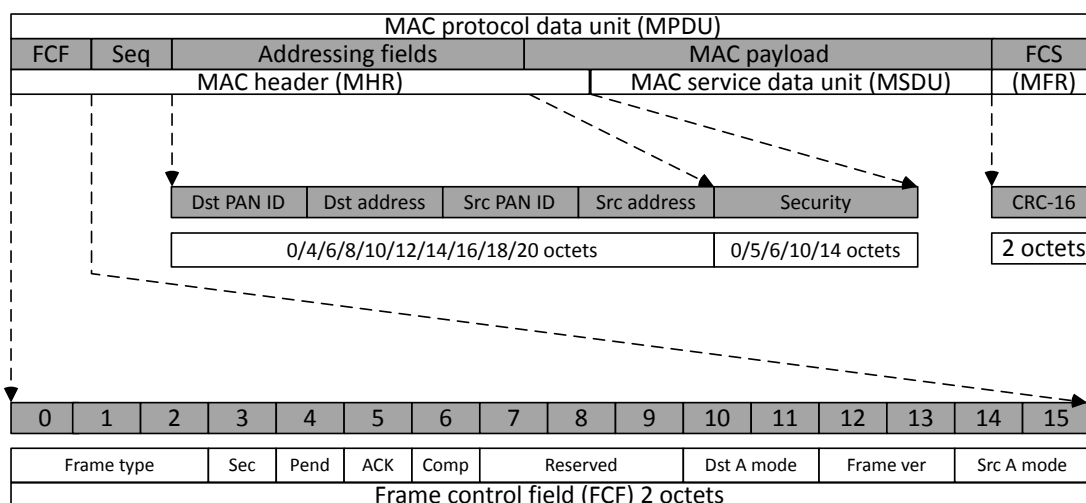 MAC protocol data unit (MPDU)
FCF Seq Addressing fields MAC payload FCS
MAC header (MHR) MAC service data unit (MSDU) (MFR)
Dst PAN ID Dst address Src PAN ID Src address Security CRC-16
0/4/6/8/10/12/14/16/18/20 octets 0/5/6/10/14 octets 2 octets
0 1 2 3 4 5 6 7 8 9 10 11 12 13 14 15
Frame type Sec Pend ACK Comp Reserved Dst A mode Frame ver Src A mode
Frame control field (FCF) 2 octets